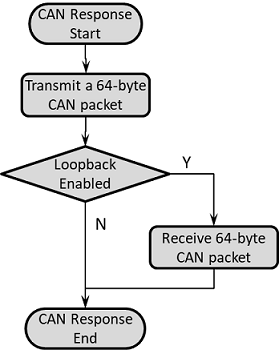 CAN Response
Start
Transmit a 64-byte
CAN packet
Loopback
Enabled
Y
N
Receive 64-byte
CAN packet
CAN Response
End